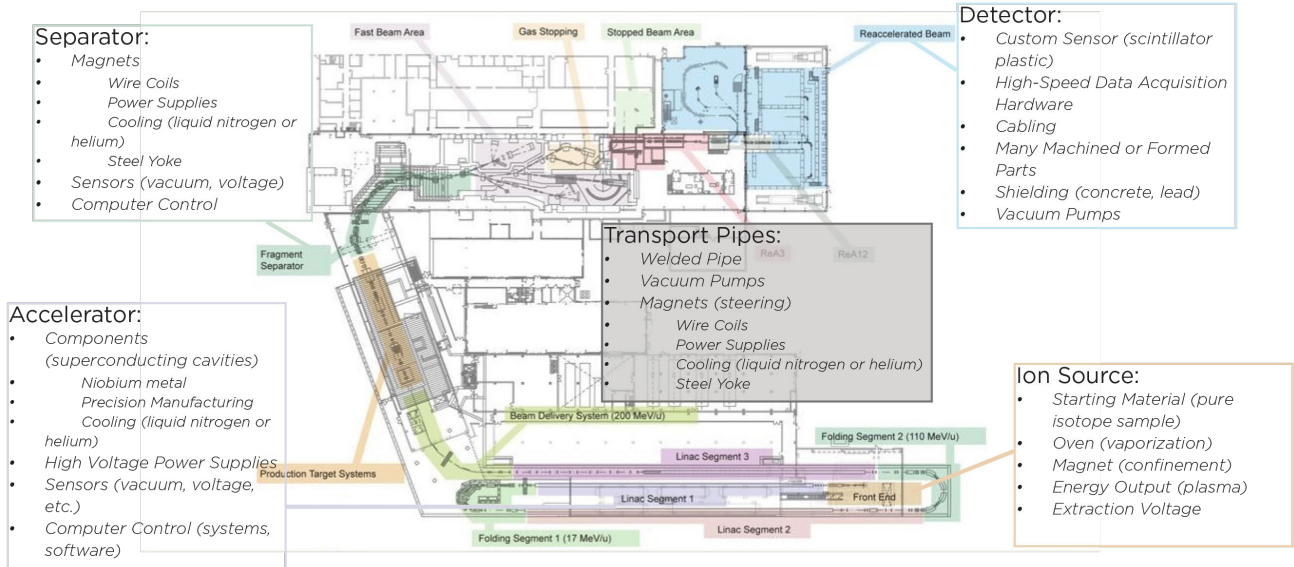 Separator:
• Magnets
• Wire Coils
• Power Supplies
• Cooling (liquid nitrogen or
helium)
• Steel Yoke
• Sensors (vacuum, voltage)
• Computer Control
Fast Beam Area
Gas Stopping
Stopped Beam Area
Reaccelerated Beam
Detector:
• Custom Sensor (scintillator
plastic)
• High-Speed Data Acquisition
Hardware
• Cabling
• Many Machined or Formed
Parts
• Shielding (concrete, lead)
• Vacuum Pumps
Fragment
Separator
Transport Pipes:
• Welded Pipe
• Vacuum Pumps
• Magnets (steering)
• Wire Coils
• Power Supplies
• Cooling (liquid nitrogen or helium)
• Steel Yoke
ReA3
ReA12
Accelerator:
• Components
(superconducting cavities)
• Niobium metal
• Precision Manufacturing
• Cooling (liquid nitrogen or
helium)
• High Voltage Power Supplies
• Sensors (vacuum, voltage,
etc.)
• Computer Control (systems,
software)
Production Target Systems
Beam Delivery System (200 MeV/u)
Folding Segment 2 (110 MeV/u)
Linac Segment 3
Linac Segment 1
Front End
Linac Segment 2
Folding Segment 1 (17 MeV/u)
Ion Source:
• Starting Material (pure
isotope sample)
• Oven (vaporization)
• Magnet (confinement)
• Energy Output (plasma)
• Extraction Voltage